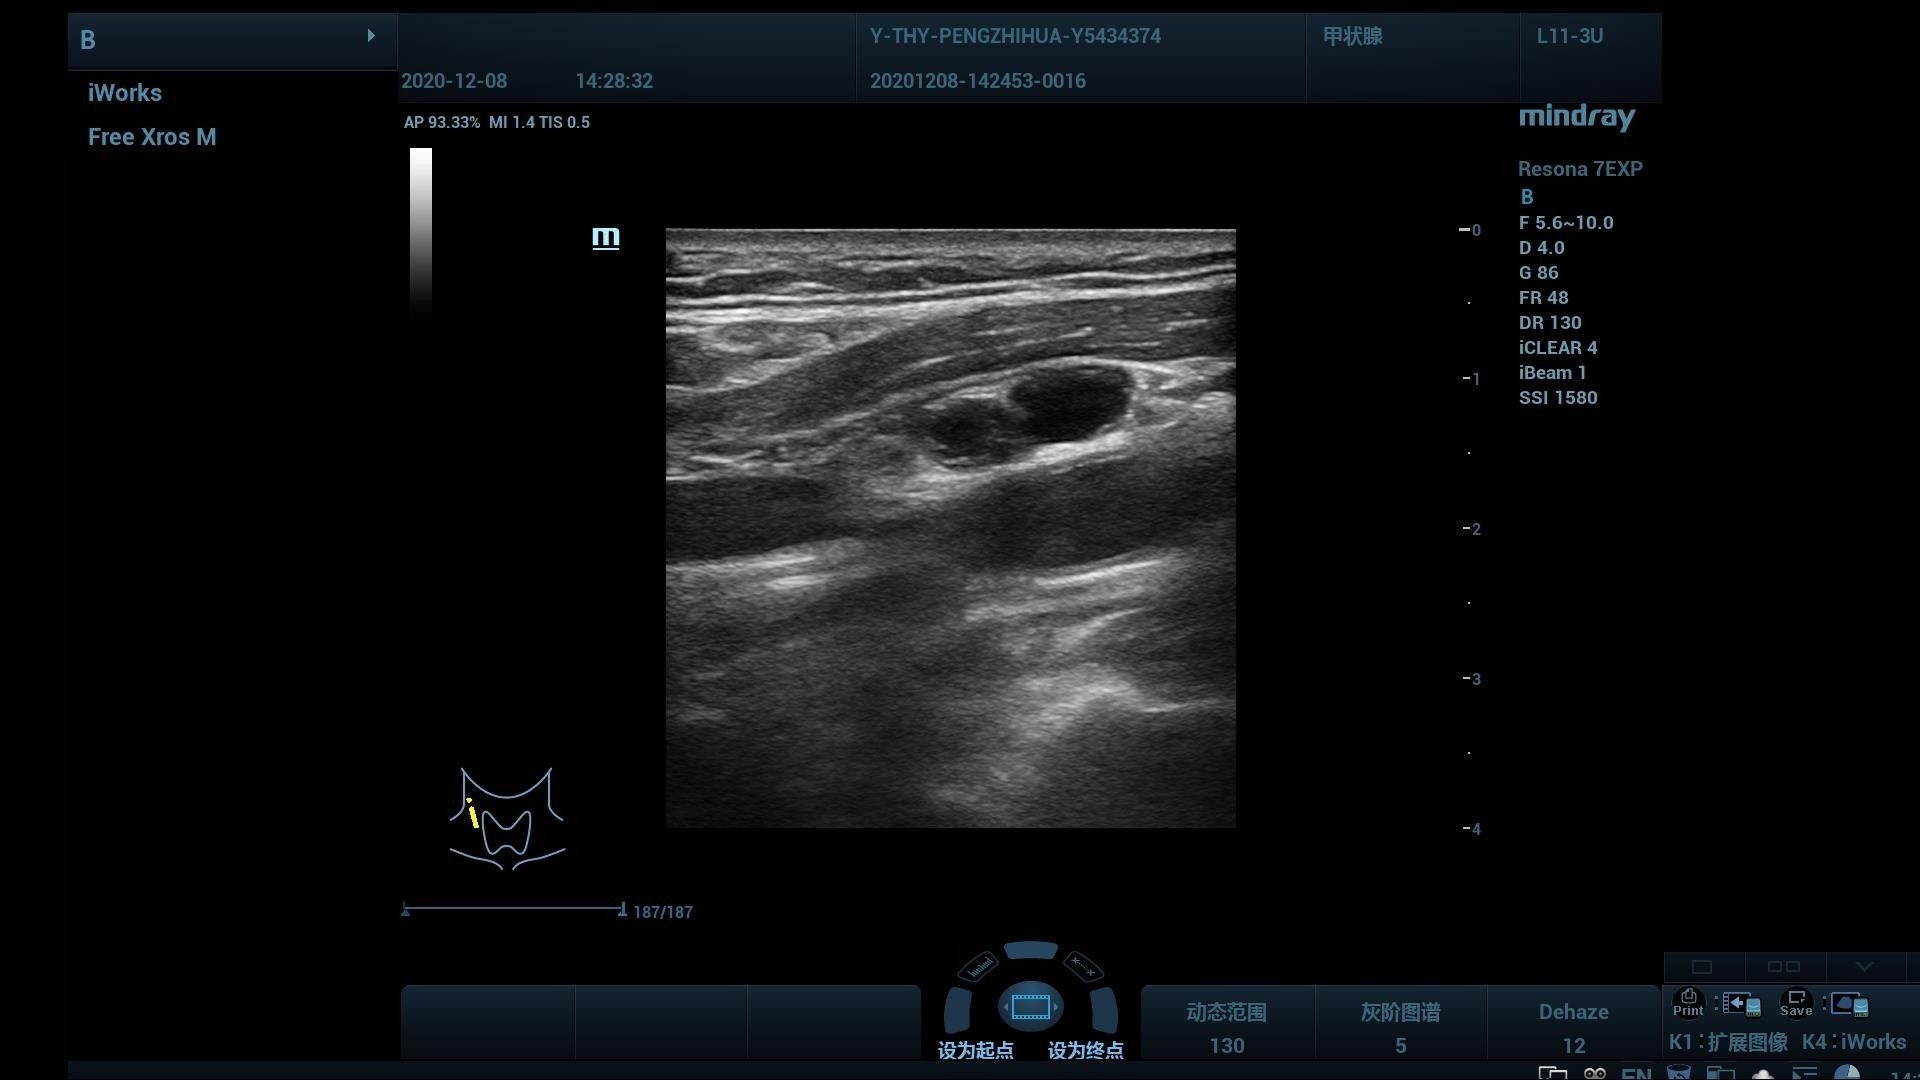 B
Y-THY-PENGZHIHUA-Y5434374
甲状腺
L11-3U
2020-12-08 14:28:32
20201208-142453-0016
iWorks
Free Xros M
AP 93.33% MI 1.4 TIS 0.5
mindray
Resona 7EXP
B
F 5.6~10.0
D 4.0
G 86
FR 48
DR 130
iCLEAR 4
iBeam 1
SSI 1580
m
0
1
2
3
4
187/187
设为起点
设为终点
动态范围
130
灰阶图谱
5
Dehaze
12
Print
Save
K1:扩展图像 K4:iWorks
EN